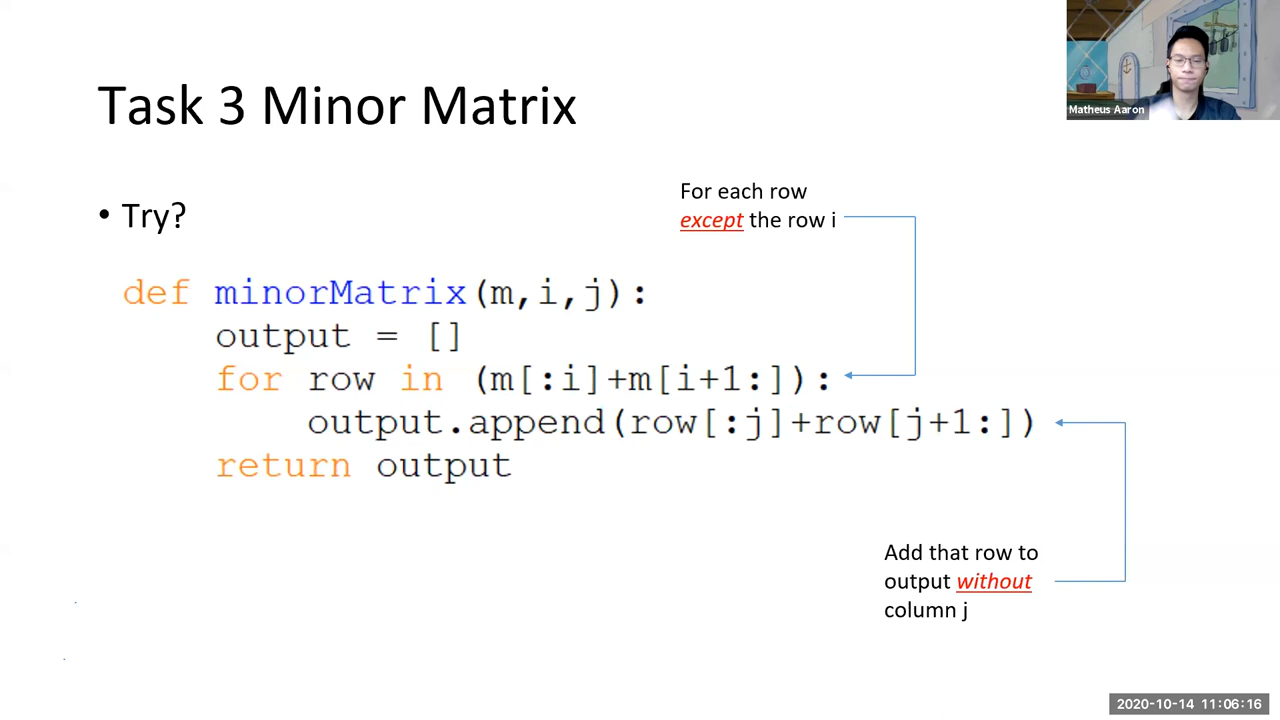 Task 3 Minor Matrix
Matheus Aaron
• Try?
For each row
except the row i
def minorMatrix(m,i,j):
    output = []
    for row in (m[:i]+m[i+1:]):
        output.append(row[:j]+row[j+1:])
    return output
Add that row to
output without
column j
2020-10-14 11:06:16